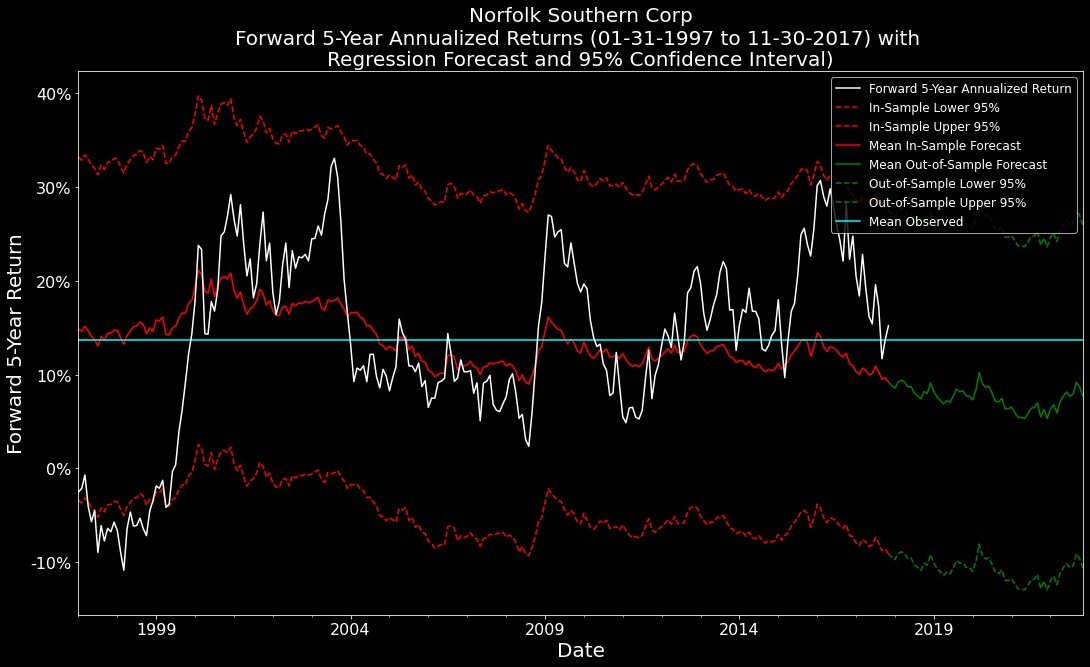 Norfolk Southern Corp
Forward 5-Year Annualized Returns (01-31-1997 to 11-30-2017) with
Regression Forecast and 95% Confidence Interval)
Forward 5-Year Annualized Return
In-Sample Lower 95%
In-Sample Upper 95%
Mean In-Sample Forecast
Mean Out-of-Sample Forecast
Out-of-Sample Lower 95%
Out-of-Sample Upper 95%
Mean Observed
Forward 5-Year Return
40%
30%
20%
10%
0%
-10%
1999
2004
2009
2014
2019
Date